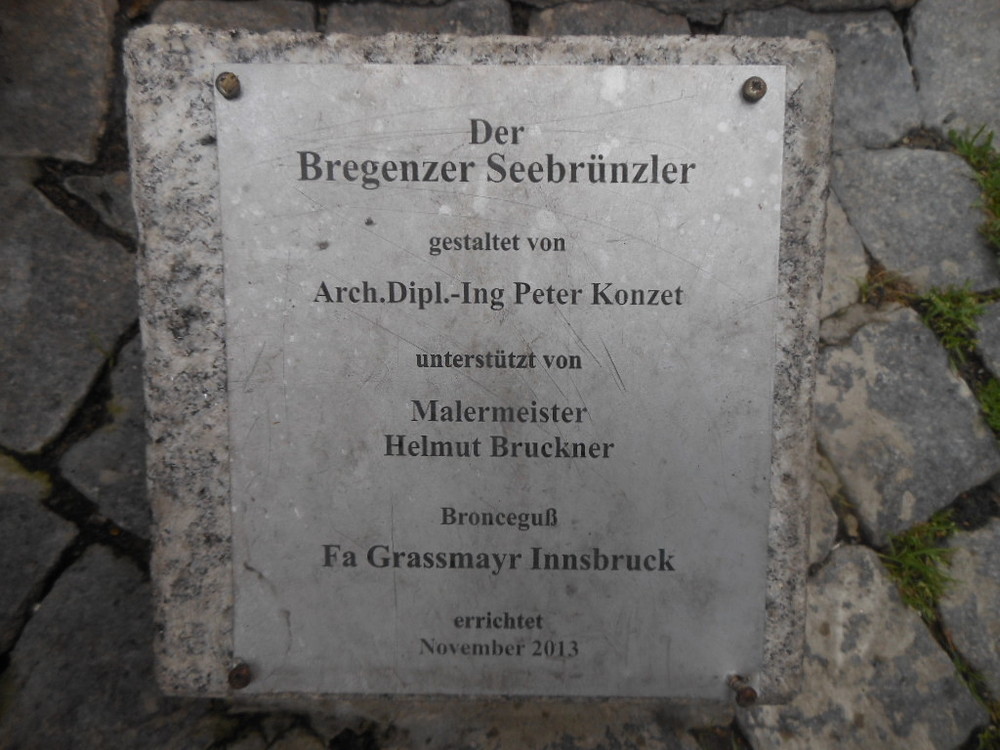 Der
Bregenzer Seebrünzler
gestaltet von
Arch.Dipl.-Ing Peter Konzet
unterstützt von
Malermeister
Helmut Bruckner
Bronceguß
Fa Grassmayr Innsbruck
errichtet
November 2013